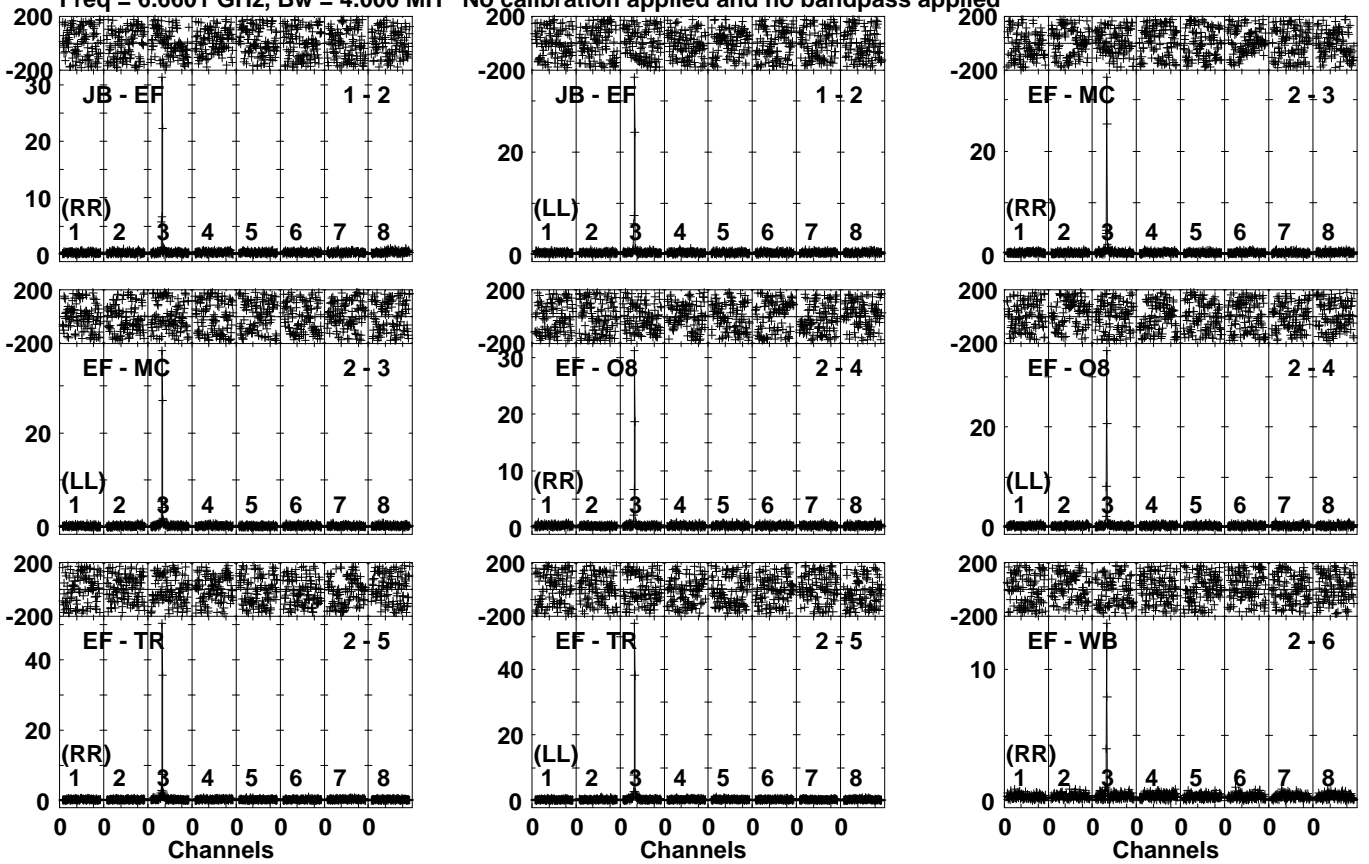 Freq = 6.6601 GHz, Bw = 4.000 MH No calibration applied and no bandpass applied
200 200 200
-200 -200 -200
30 JB - EF 1 - 2 JB - EF 1 - 2 EF - MC 2 - 3
20 20 20
10
(RR) (LL) (RR)
1 2 3 4 5 6 7 8 1 2 3 4 5 6 7 8 1 2 3 4 5 6 7 8
0 0 0
200 200 200
-200 -200 -200
EF - MC 2 - 3 30 EF - O8 2 - 4 EF - O8 2 - 4
20 20 20
10
(LL) (RR) (LL)
1 2 3 4 5 6 7 8 1 2 3 4 5 6 7 8 1 2 3 4 5 6 7 8
0 0 0
200 200 200
-200 -200 -200
EF - TR 2 - 5 EF - TR 2 - 5 EF - WB 2 - 6
40 40 10
20 20
(RR) (LL) (RR)
1 2 3 4 5 6 7 8 1 2 3 4 5 6 7 8 1 2 3 4 5 6 7 8
0 0 0
0 0 0 0 0 0 0 0 0 0 0 0 0 0 0 0 0 0 0 0 0 0 0 0
Channels Channels Channels